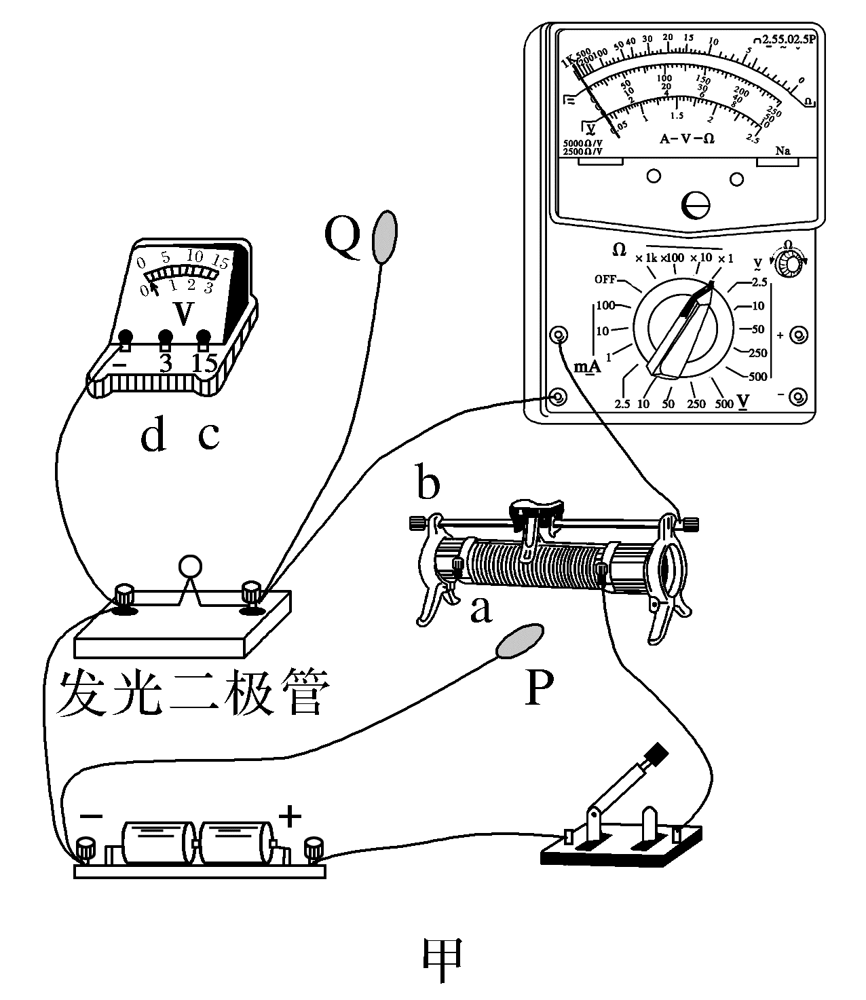 1K 500 200 100 50 40 30 20 15 10 5 0 Ω
2.5 5.0 2.5P
50 100 150 200 250
10 20 30 40 50
2 4 6 8 10
0 .05 1 1.5 2 2.5
V
5000Ω/V
2500Ω/V
A-V-Ω
Na
Ω
×1k ×100 ×10 ×1
Ω
V
OFF
2.5
100
10
10
50
1
250
mA
500
+
-
2.5 10 50 250 500 V
0 5 10 15
0 1 2 3
V
- 3 15
d c
Q
b
a
P
发光二极管
- +
甲